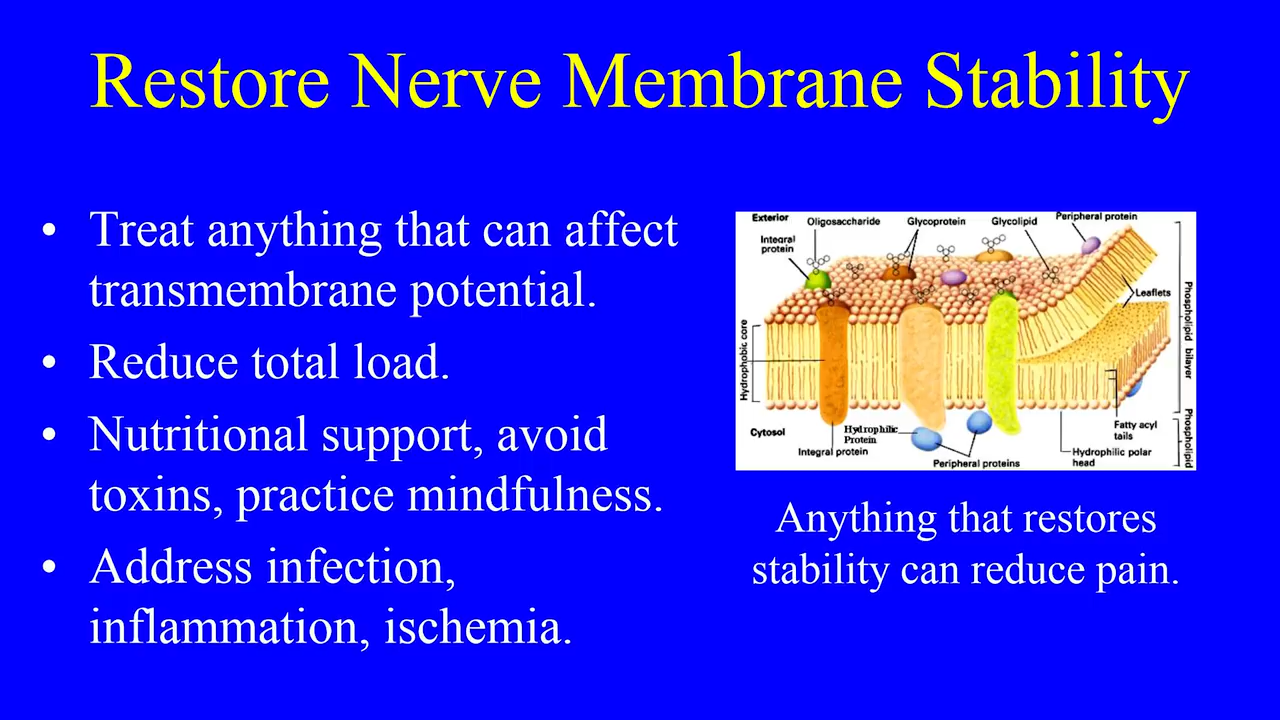 Restore Nerve Membrane Stability
• Treat anything that can affect
transmembrane potential.
• Reduce total load.
• Nutritional support, avoid
toxins, practice mindfulness.
• Address infection,
inflammation, ischemia.
Exterior
Oligosaccharide
Glycoprotein
Glycolipid
Peripheral protein
Integral
protein
Leaflets
Phospholipid bilayer
Hydrophobic core
Fatty acyl
tails
Phospholipid
Cytosol
Hydrophilic
Protein
Integral protein
Peripheral proteins
Hydrophilic polar
head
Anything that restores
stability can reduce pain.